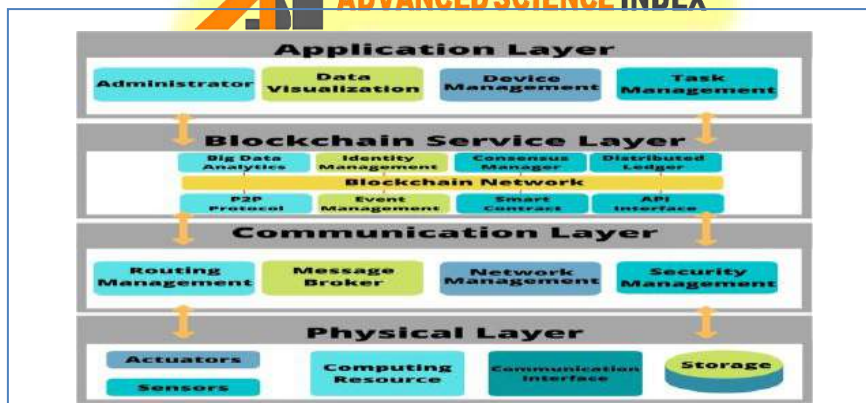 ADVANCED SCIENCE INDEX
Application Layer
Administrator
Data
Visualization
Device
Management
Task
Management
Blockchain Service Layer
Big Data
Analytics
Identity
Management
Consensus
Manager
Distributed
Ledger
Blockchain Network
P2P
Protocol
Event
Management
Smart
Contract
API
Interface
Communication Layer
Routing
Management
Message
Broker
Network
Management
Security
Management
Physical Layer
Actuators
Sensors
Computing
Resource
Communication
Interface
Storage